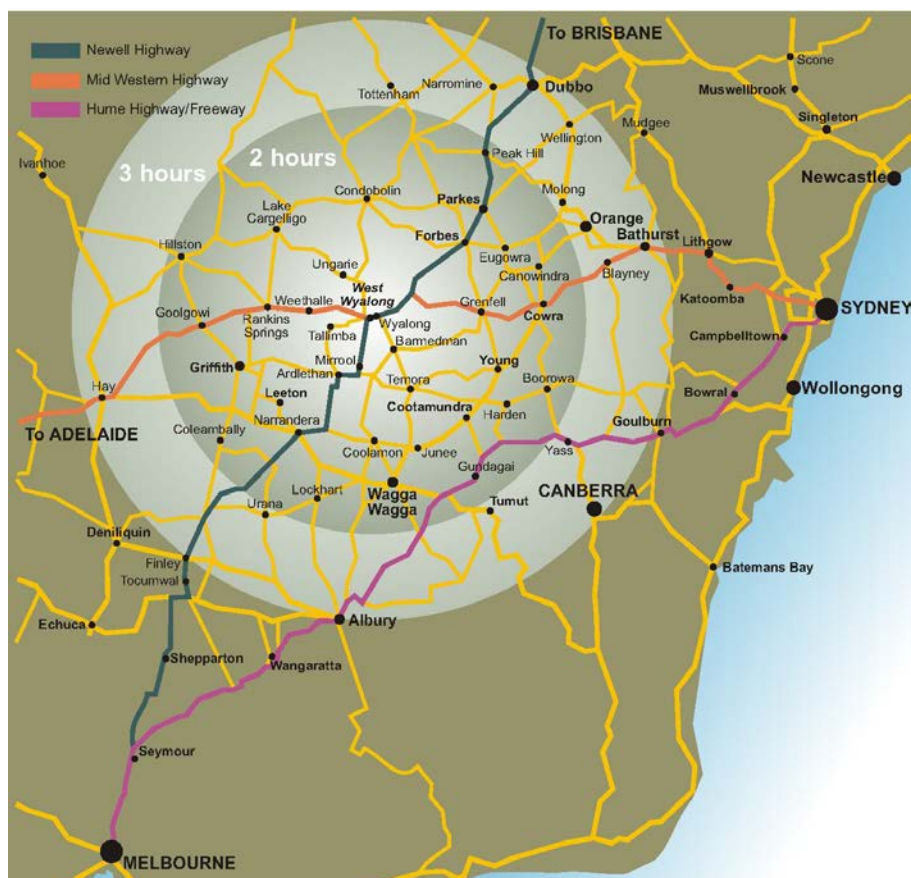 Newell Highway
Mid Western Highway
Hume Highway/Freeway
To BRISBANE
Scone
Tottenham
Narromine
Dubbo
Muswellbrook
Singleton
Wellington
Mudgee
Ivanhoe
3 hours
2 hours
Peak Hill
Newcastle
Condobolin
Molong
Lake
Cargelligo
Parkes
Orange
Bathurst
Hillston
Forbes
Lithgow
Eugowra
Ungarie
Canowindra
Blayney
West
Wyalong
Weethalle
Katoomba
Goolgowi
Rankins
Springs
Grenfell
Cowra
SYDNEY
Wyalong
Tallimba
Barmedman
Campbelltown
Mirrool
Young
Griffith
Ardlethan
Hay
Temora
Boorowa
Leeton
Bowral
Wollongong
Cootamundra
Harden
Narrandera
Goulburn
To ADELAIDE
Coleambally
Coolamon
Junee
Yass
Gundagai
Lockhart
Wagga
Wagga
CANBERRA
Urana
Tumut
Deniliquin
Finley
Tocumwal
Batemans Bay
Echuca
Albury
Shepparton
Wangaratta
Seymour
MELBOURNE